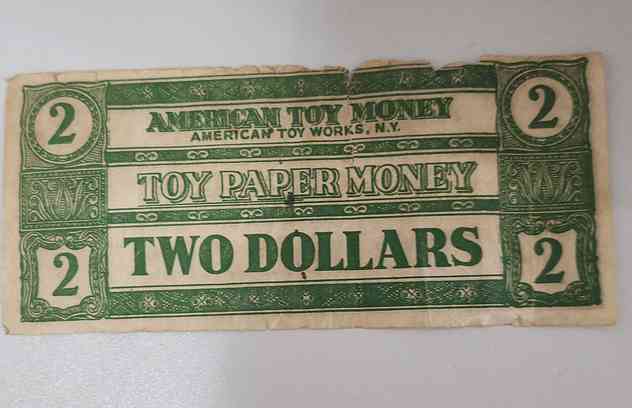 2 AMERICAN TOY MONEY 2
AMERICAN TOY WORKS, N.Y.
TOY PAPER MONEY
2 TWO DOLLARS 2